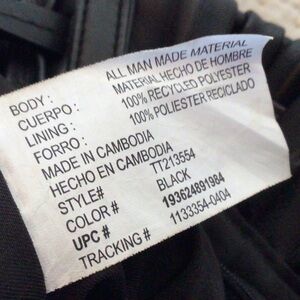 BODY: ALL MAN MADE MATERIAL
CUERPO: MATERIAL HECHO DE HOMBRE
LINING: 100% RECYCLED POLYESTER
FORRO: 100% POLIESTER RECICLADO
MADE IN CAMBODIA
HECHO EN CAMBODIA
STYLE# TT213554
COLOR # BLACK
UPC # 193624891984
TRACKING# 1133354-0404